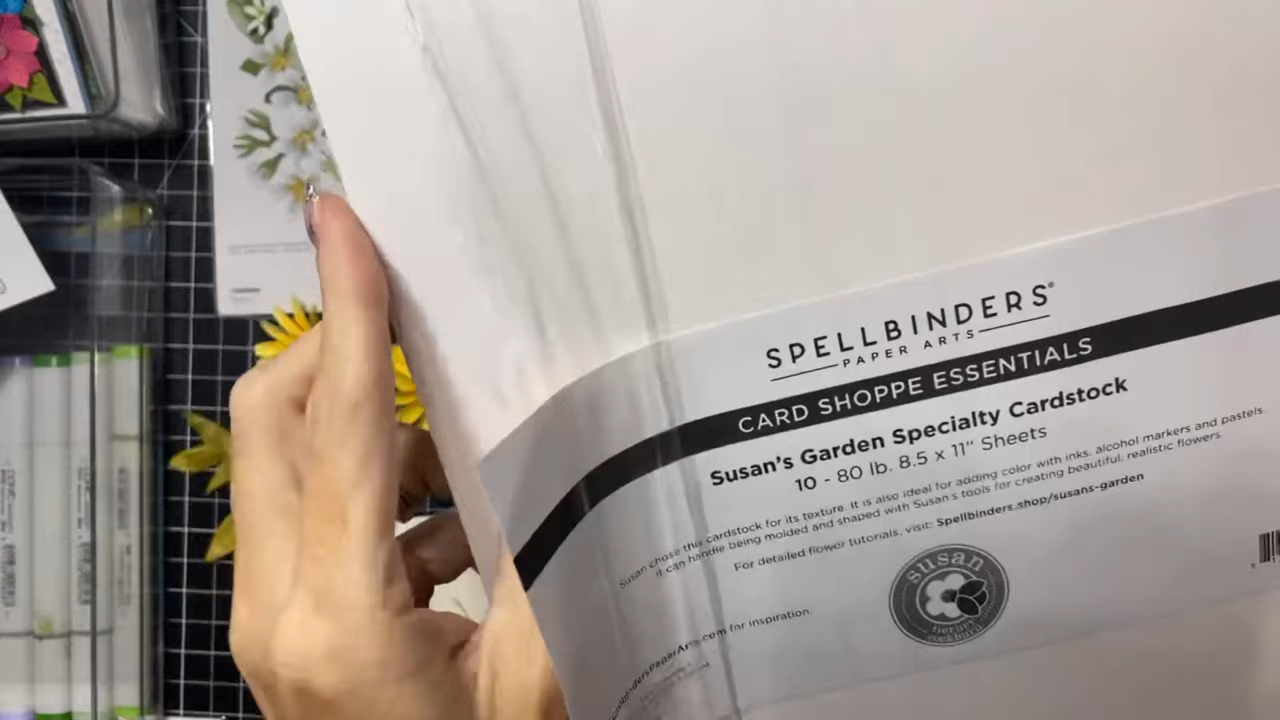 SPELLBINDERS®
PAPER ARTS
CARD SHOPPE ESSENTIALS
Susan's Garden Specialty Cardstock
10 - 80 lb. 8.5 x 11" Sheets
Susan chose this cardstock for its texture. It is also ideal for adding color with inks, alcohol markers and pastels.
It can handle being molded and shaped with Susan's tools for creating beautiful, realistic flowers.
For detailed flower tutorials, visit: Spellbinders.shop/susans-garden
susan
tierney
cockburn
for inspiration.